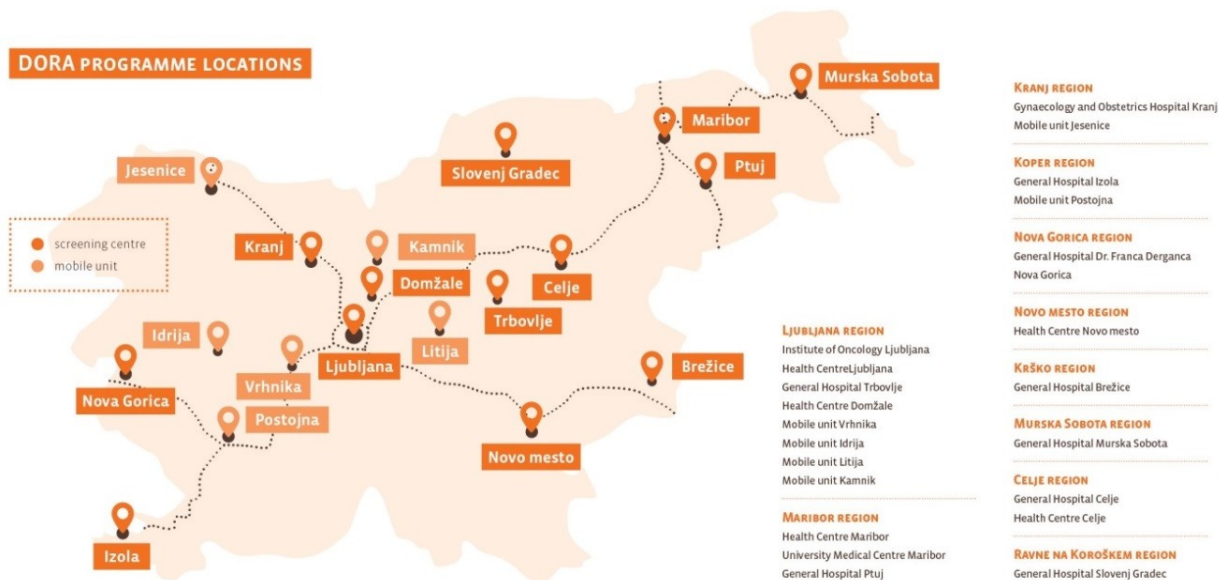 DORA PROGRAMME LOCATIONS
Murska Sobota
Maribor
Slovenj Gradec
Ptuj
Jesenice
screening centre
mobile unit
Kranj
Kamnik
Domžale
Celje
Trbovlje
Idrija
Litija
Ljubljana
Vrhnika
Brežice
Nova Gorica
Postojna
Novo mesto
Izola
LJUBLJANA REGION
Institute of Oncology Ljubljana
Health CentreLjubljana
General Hospital Trbovlje
Health Centre Domžale
Mobile unit Vrhnika
Mobile unit Idrija
Mobile unit Litija
Mobile unit Kamnik
MARIBOR REGION
Health Centre Maribor
University Medical Centre Maribor
General Hospital Ptuj
KRANJ REGION
Gynaecology and Obstetrics Hospital Kranj
Mobile unit Jesenice
KOPER REGION
General Hospital Izola
Mobile unit Postojna
NOVA GORICA REGION
General Hospital Dr. Franca Derganca
Nova Gorica
NOVO MESTO REGION
Health Centre Novo mesto
KRŠKO REGION
General Hospital Brežice
MURSKA SOBOTA REGION
General Hospital Murska Sobota
CELJE REGION
General Hospital Celje
Health Centre Celje
RAVNE NA KOROŠKEM REGION
General Hospital Slovenj Gradec